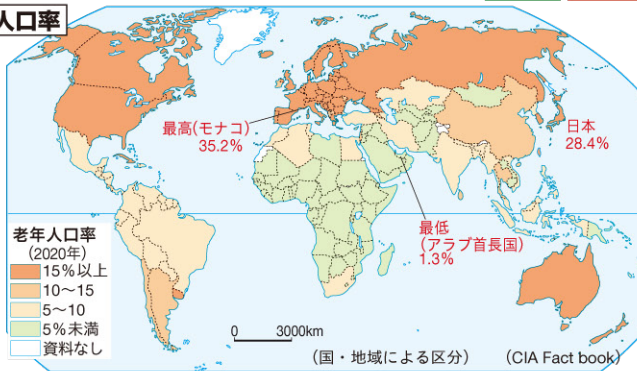 人口率
最高(モナコ)
35.2%
日本
28.4%
最低
(アラブ首長国)
1.3%
老年人口率
(2020年)
15%以上
10〜15
5〜10
5%未満
資料なし
0 3000km
(国・地域による区分) (CIA Fact book)